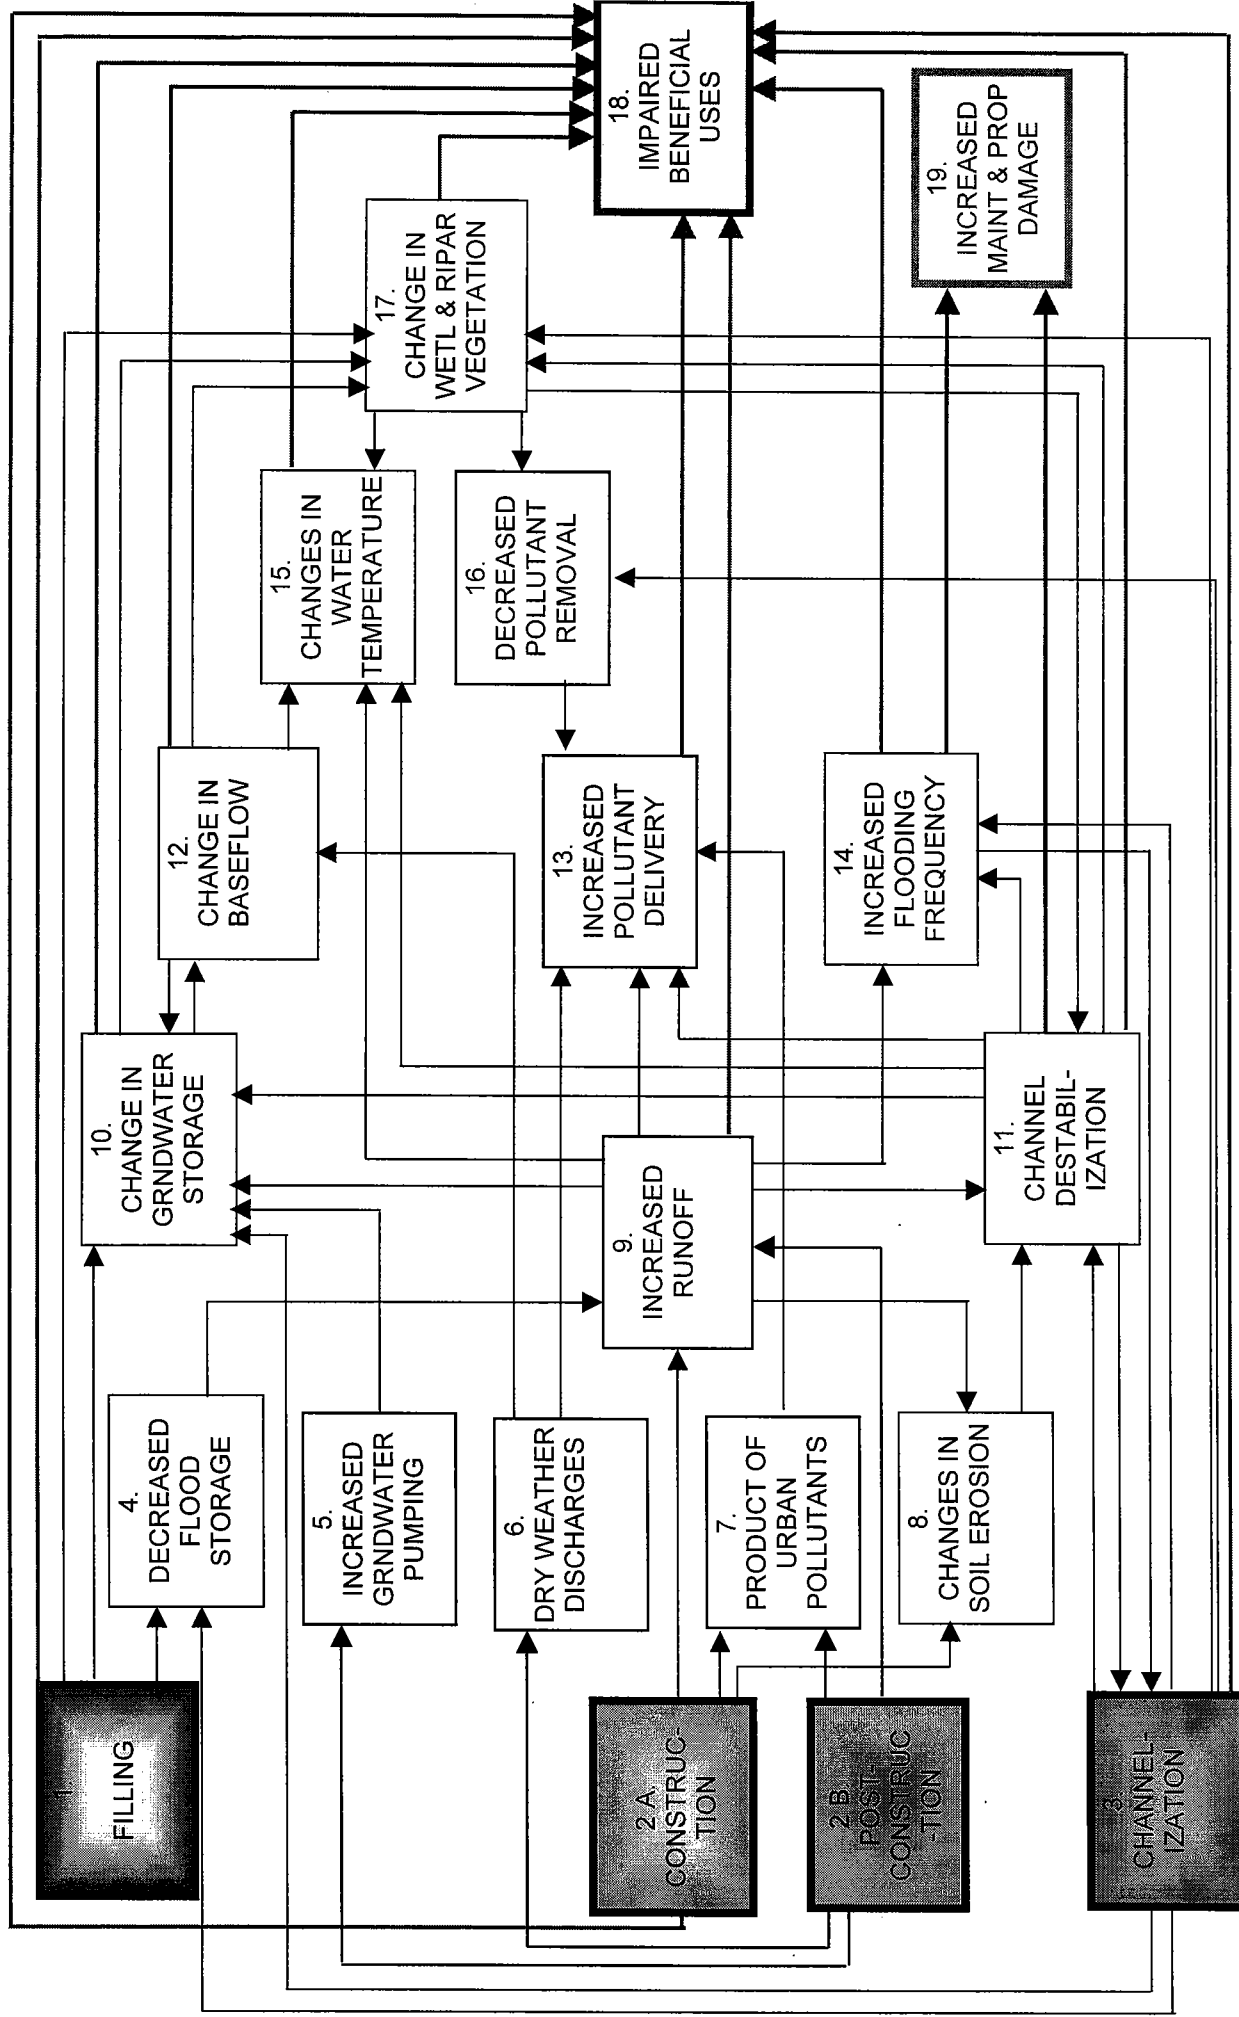 1.
FILLING
2 A.
CONSTRUC-
TION
2 B
POST-
CONSTRUC
-TION
3.
CHANNEL-
IZATION
4.
DECREASED
FLOOD
STORAGE
5.
INCREASED
GRNDWATER
PUMPING
6.
DRY WEATHER
DISCHARGES
7.
PRODUCT OF
URBAN
POLLUTANTS
8.
CHANGES IN
SOIL EROSION
9.
INCREASED
RUNOFF
10.
CHANGE IN
GRNDWATER
STORAGE
11.
CHANNEL
DESTABIL-
IZATION
12.
CHANGE IN
BASEFLOW
13.
INCREASED
POLLUTANT
DELIVERY
14.
INCREASED
FLOODING
FREQUENCY
15.
CHANGES IN
WATER
TEMPERATURE
16.
DECREASED
POLLUTANT
REMOVAL
17.
CHANGE IN
WETL & RIPAR
VEGETATION
18.
IMPAIRED
BENEFICIAL
USES
19.
INCREASED
MAINT & PROP
DAMAGE